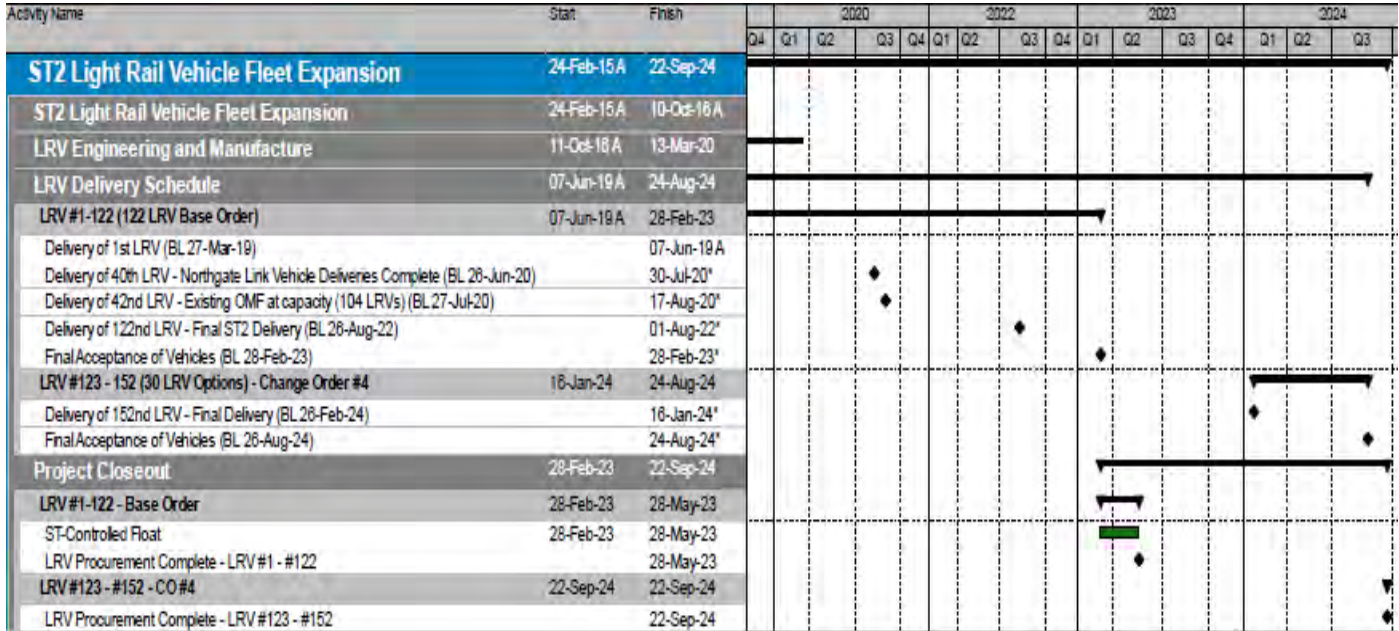 Activity Name Start Finish 2020 2022 2023 2024
Q4 Q1 Q2 Q3 Q4 Q1 Q2 Q3 Q4 Q1 Q2 Q3 Q4 Q1 Q2 Q3
ST2 Light Rail Vehicle Fleet Expansion 24-Feb-15 A 22-Sep-24
ST2 Light Rail Vehicle Fleet Expansion 24-Feb-15 A 10-Oct-16 A
LRV Engineering and Manufacture 11-Oct-16 A 13-Mar-20
LRV Delivery Schedule 07-Jun-19 A 24-Aug-24
LRV #1-122 (122 LRV Base Order) 07-Jun-19 A 28-Feb-23
Delivery of 1st LRV (BL 27-Mar-19) 07-Jun-19 A
Delivery of 40th LRV - Northgate Link Vehicle Deliveries Complete (BL 26-Jun-20) 30-Jul-20*
Delivery of 42nd LRV - Existing OMF at capacity (104 LRVs) (BL 27-Jul-20) 17-Aug-20*
Delivery of 122nd LRV - Final ST2 Delivery (BL 26-Aug-22) 01-Aug-22*
Final Acceptance of Vehicles (BL 28-Feb-23) 28-Feb-23*
LRV #123 - 152 (30 LRV Options) - Change Order #4 16-Jan-24 24-Aug-24
Delivery of 152nd LRV - Final Delivery (BL 26-Feb-24) 16-Jan-24*
Final Acceptance of Vehicles (BL 26-Aug-24) 24-Aug-24*
Project Closeout 28-Feb-23 22-Sep-24
LRV #1-122 - Base Order 28-Feb-23 28-May-23
ST-Controlled Float 28-Feb-23 28-May-23
LRV Procurement Complete - LRV #1 - #122 28-May-23
LRV #123 - #152 - CO #4 22-Sep-24 22-Sep-24
LRV Procurement Complete - LRV #123 - #152 22-Sep-24